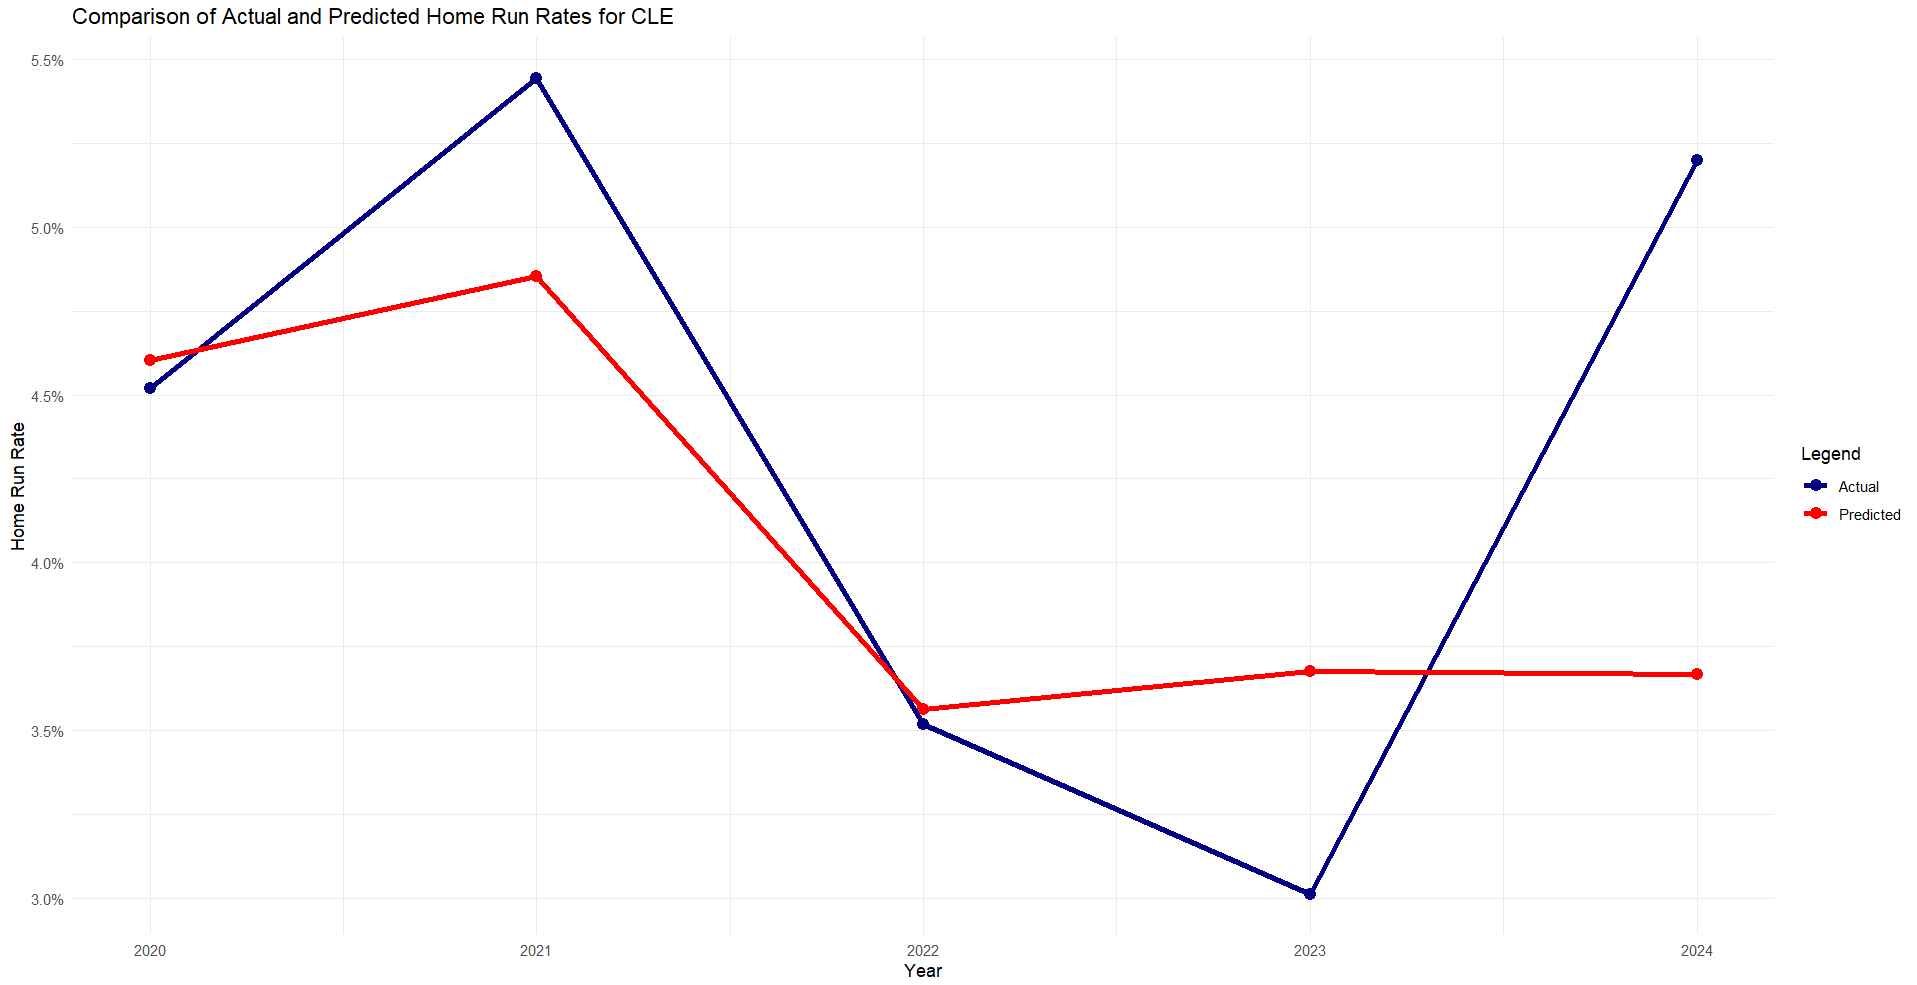 Comparison of Actual and Predicted Home Run Rates for CLE
5.5%
5.0%
4.5%
4.0%
3.5%
3.0%
Home Run Rate
2020
2021
2022
2023
2024
Year
Legend
Actual
Predicted